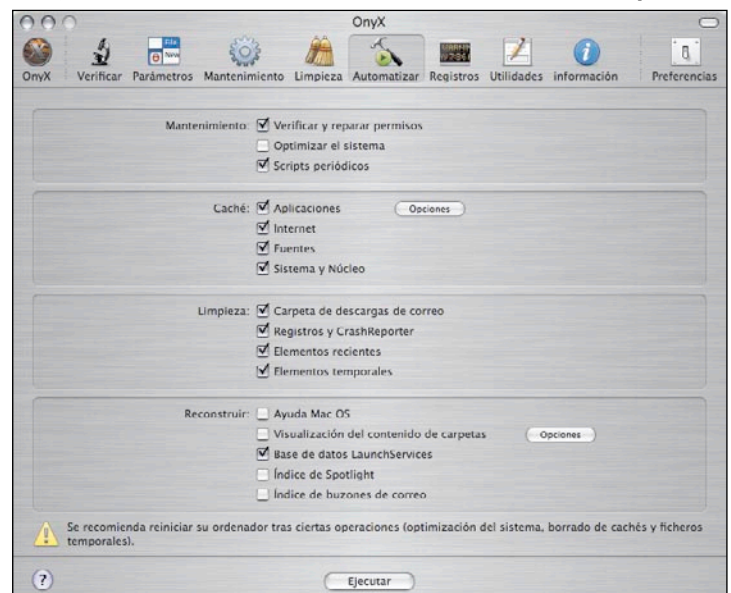 OnyX
OnyX Verificar Parámetros Mantenimiento Limpieza Automatizar Registros Utilidades información Preferencias
Mantenimiento: Verificar y reparar permisos
Optimizar el sistema
Scripts periódicos
Caché: Aplicaciones Opciones
Internet
Fuentes
Sistema y Núcleo
Limpieza: Carpeta de descargas de correo
Registros y CrashReporter
Elementos recientes
Elementos temporales
Reconstruir: Ayuda Mac OS
Visualización del contenido de carpetas Opciones
Base de datos LaunchServices
Índice de Spotlight
Índice de buzones de correo
Se recomienda reiniciar su ordenador tras ciertas operaciones (optimización del sistema, borrado de cachés y ficheros
temporales).
? Ejecutar